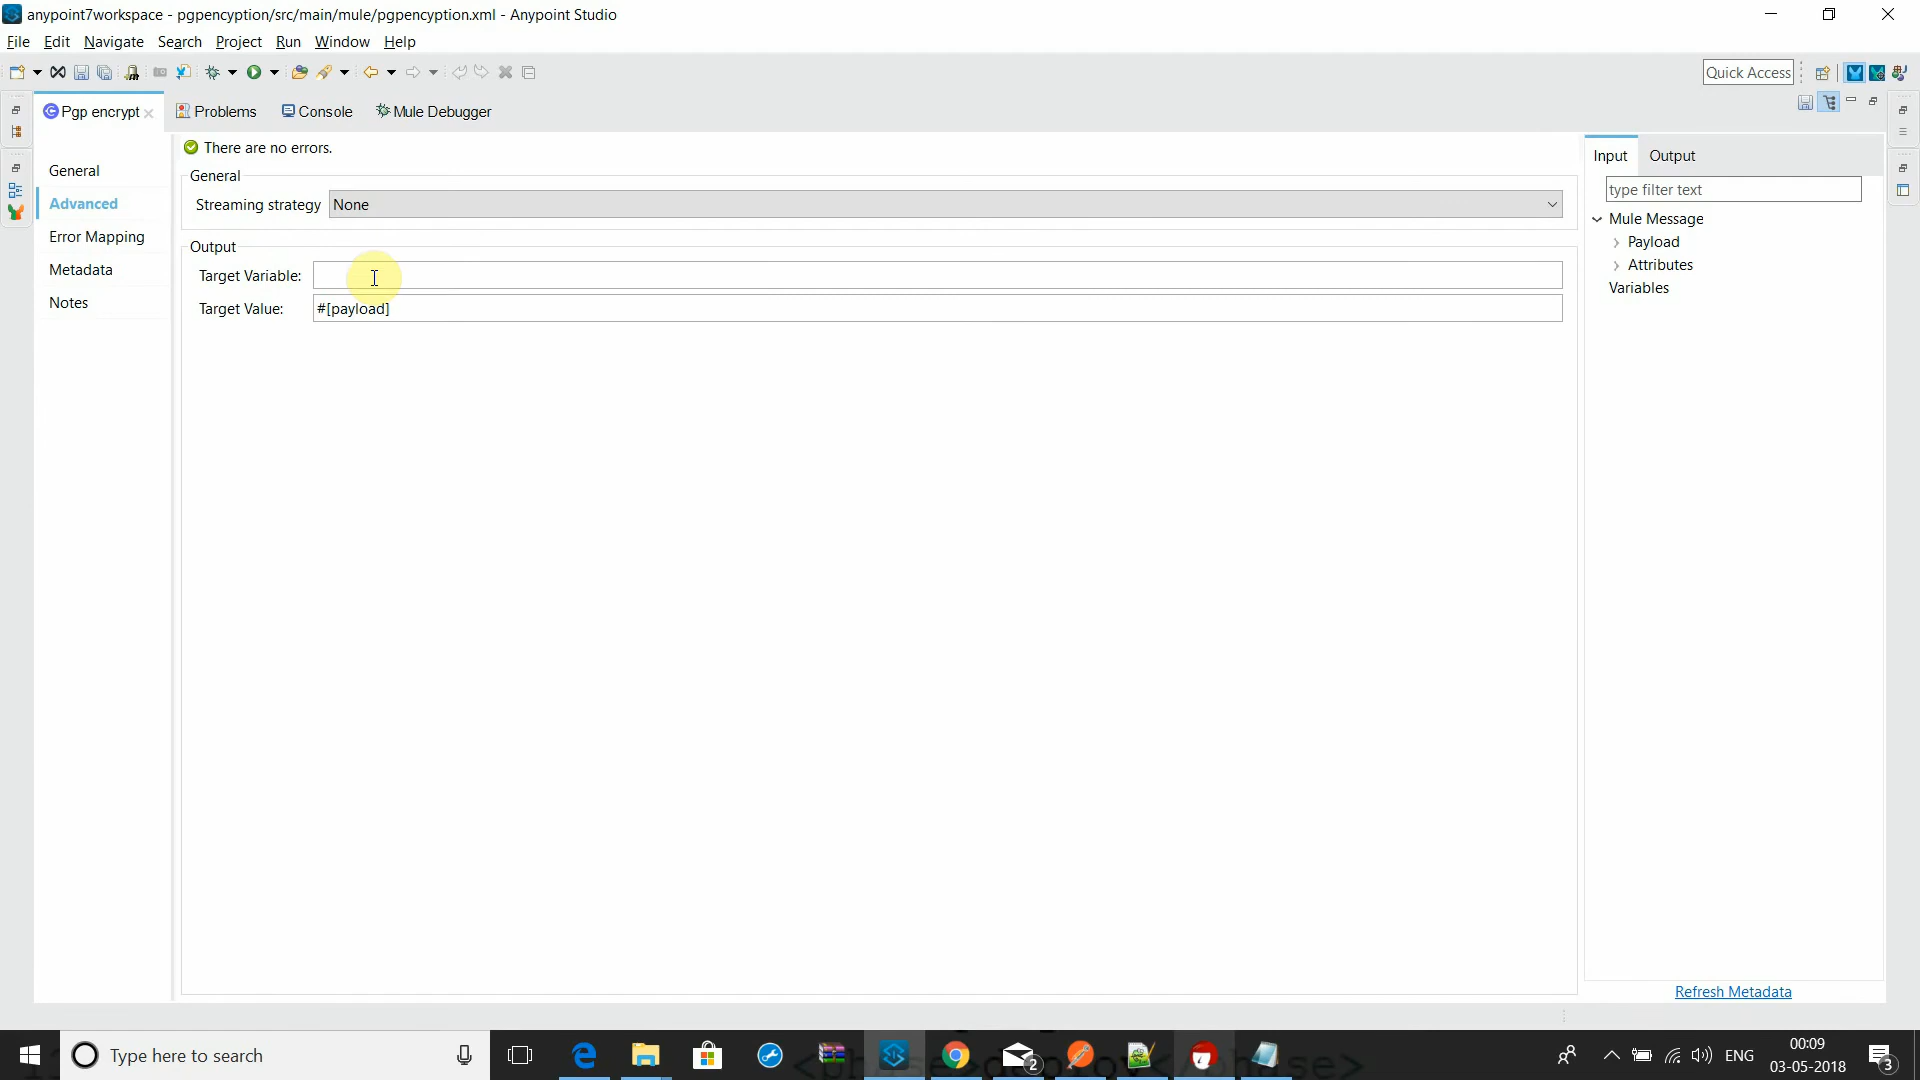 anypoint7workspace - pgpencyption/src/main/mule/pgpencyption.xml - Anypoint Studio
File Edit Navigate Search Project Run Window Help
Quick Access
Pgp encrypt Problems Console Mule Debugger
There are no errors.
Input Output
General
General
Advanced
Streaming strategy None
type filter text
Mule Message
Error Mapping
Output
Payload
Metadata
Target Variable:
Attributes
Notes
Target Value: #[payload]
Variables
Refresh Metadata
Type here to search
2
ENG
00:09
03-05-2018
3